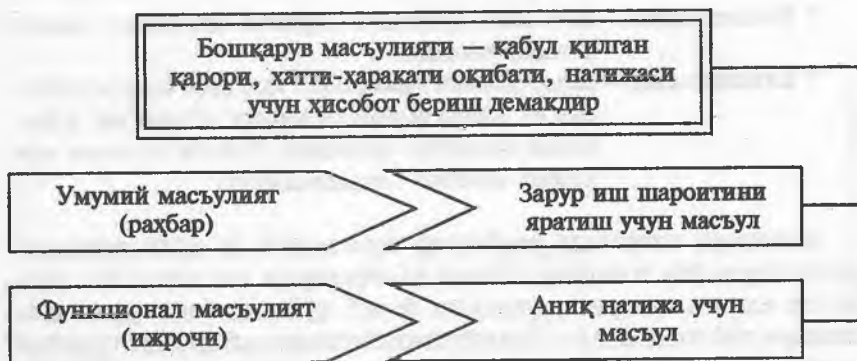 Бошқарув масъулияти — қабул қилган
қарори, хатти-ҳаракати оқибати, натижаси
учун ҳисобот бериш демакдир
Умумий масъулият
(раҳбар)
Зарур иш шароитини
яратиш учун масъул
Функционал масъулият
(ижрочи)
Аниқ натижа учун
масъул